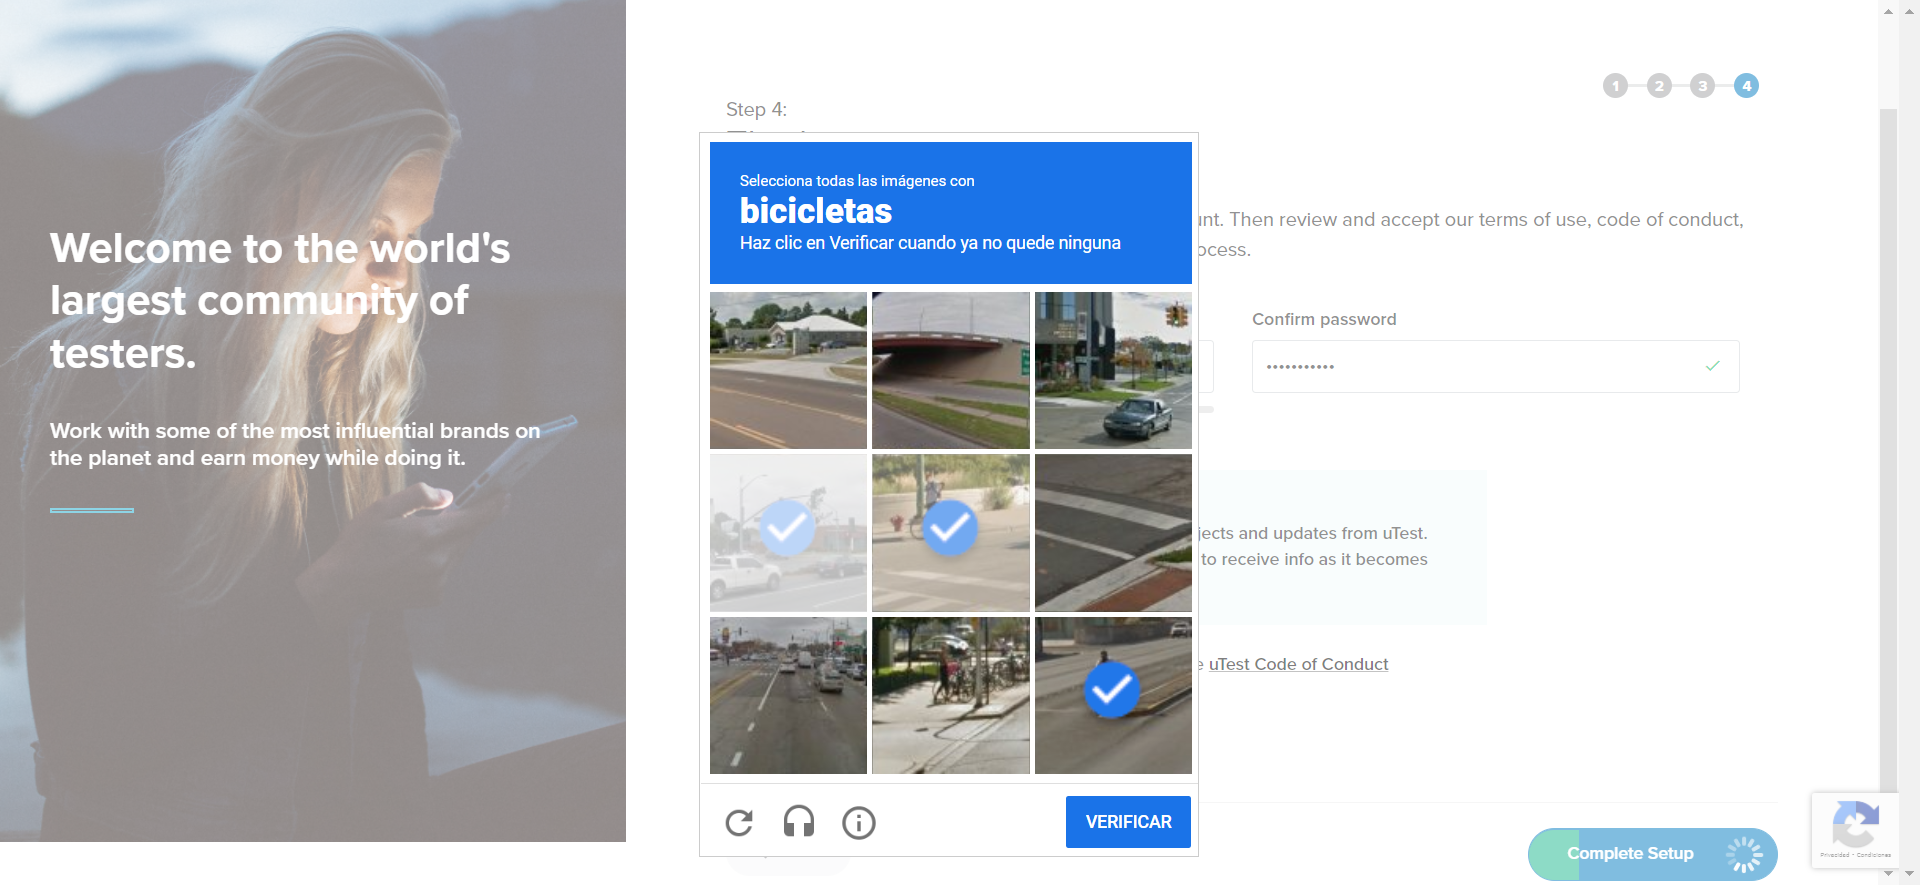 Welcome to the world's
largest community of
testers.
Work with some of the most influential brands on
the planet and earn money while doing it.
1 2 3 4
Step 4:
unt. Then review and accept our terms of use, code of conduct,
ocess.
Confirm password
jects and updates from uTest.
to receive info as it becomes
e uTest Code of Conduct
Complete Setup
Selecciona todas las imágenes con
bicicletas
Haz clic en Verificar cuando ya no quede ninguna
VERIFICAR
Privacidad - Condiciones